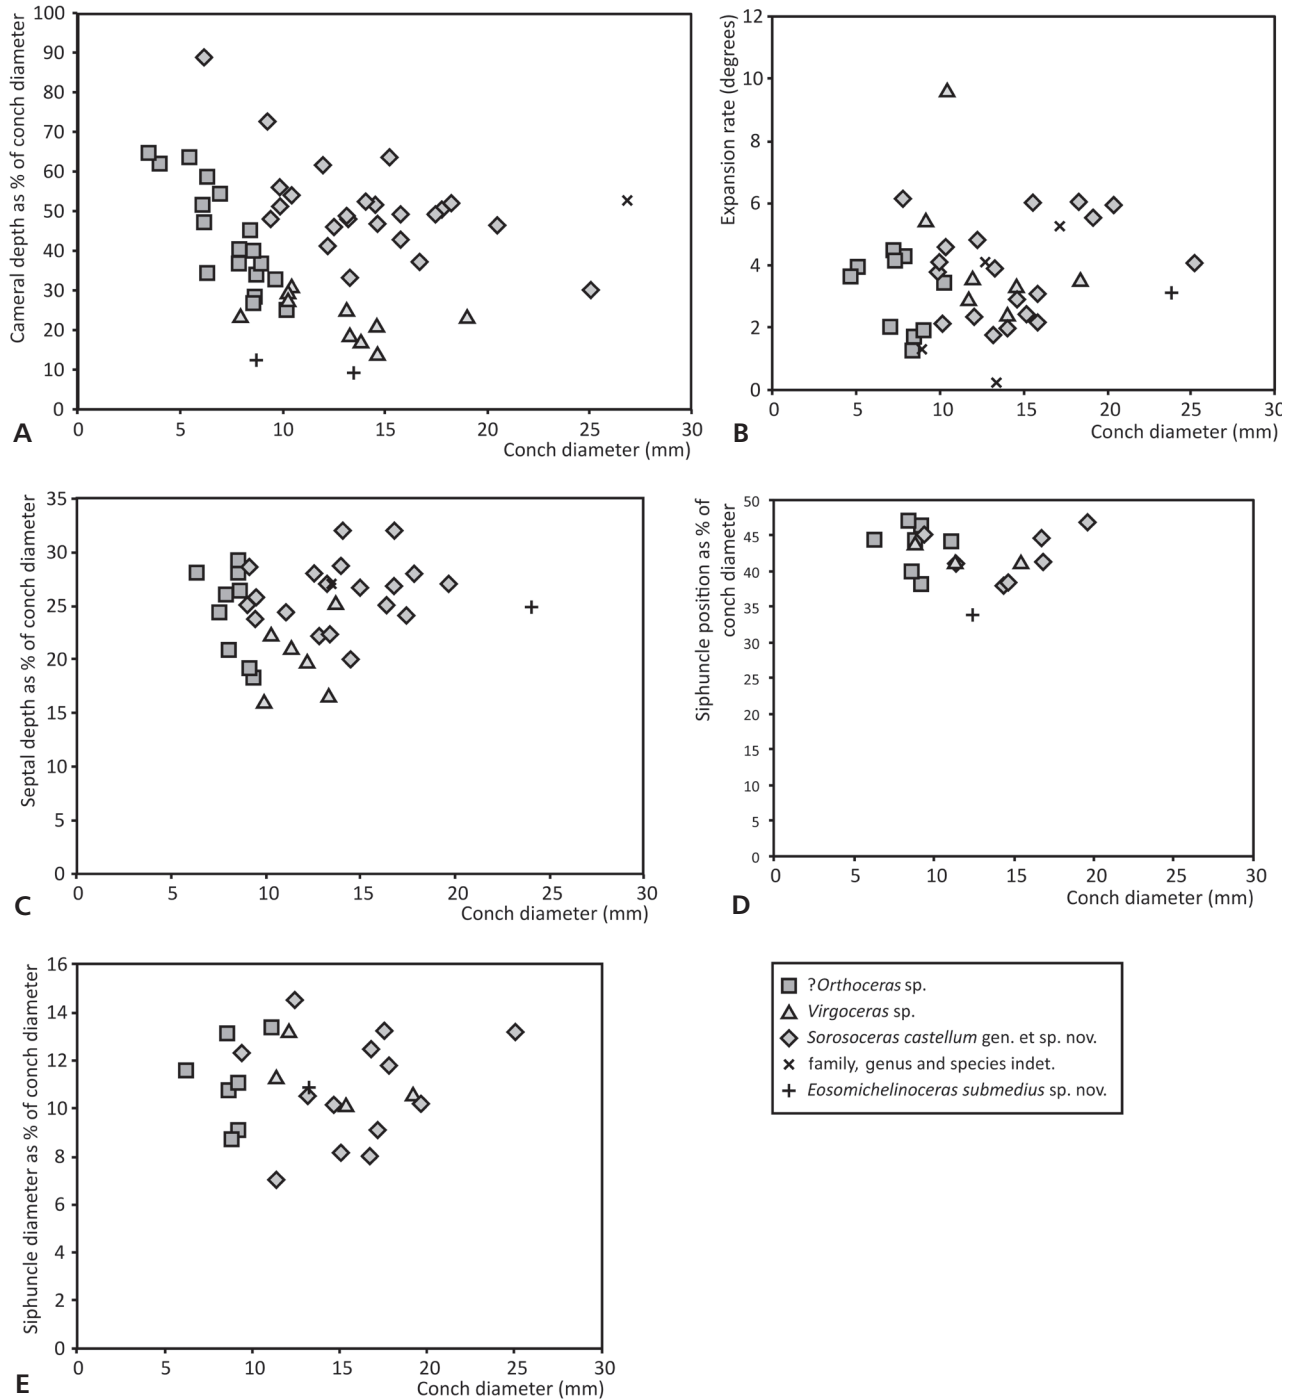 Cameral depth as % of conch diameter
100
90
80
70
60
50
40
30
20
10
0
0 5 10 15 20 25 30
Conch diameter (mm)
A
Expansion rate (degrees)
12
10
8
6
4
2
0
0 5 10 15 20 25 30
Conch diameter (mm)
B
Septal depth as % of conch diameter
35
30
25
20
15
10
5
0
0 5 10 15 20 25 30
Conch diameter (mm)
C
Siphuncle position as % of
conch diameter
50
45
40
35
30
25
20
15
10
5
0
0 5 10 15 20 25 30
Conch diameter (mm)
D
Siphuncle diameter as % of conch diameter
16
14
12
10
8
6
4
2
0
0 5 10 15 20 25 30
Conch diameter (mm)
E
?Orthoceras sp.
Virgoceras sp.
Sorosoceras castellum gen. et sp. nov.
family, genus and species indet.
Eosomichelinoceras submedius sp. nov.